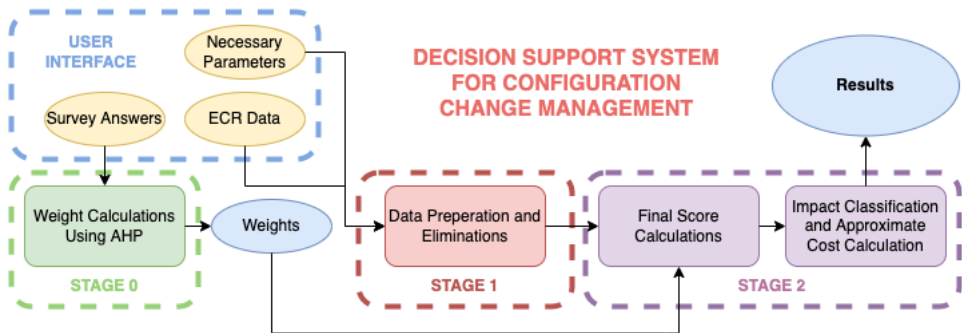 USER
INTERFACE
Necessary
Parameters
Survey Answers
ECR Data
DECISION SUPPORT SYSTEM
FOR CONFIGURATION
CHANGE MANAGEMENT
Results
Weight Calculations
Using AHP
STAGE 0
Weights
Data Preperation and
Eliminations
STAGE 1
Final Score
Calculations
Impact Classification
and Approximate
Cost Calculation
STAGE 2